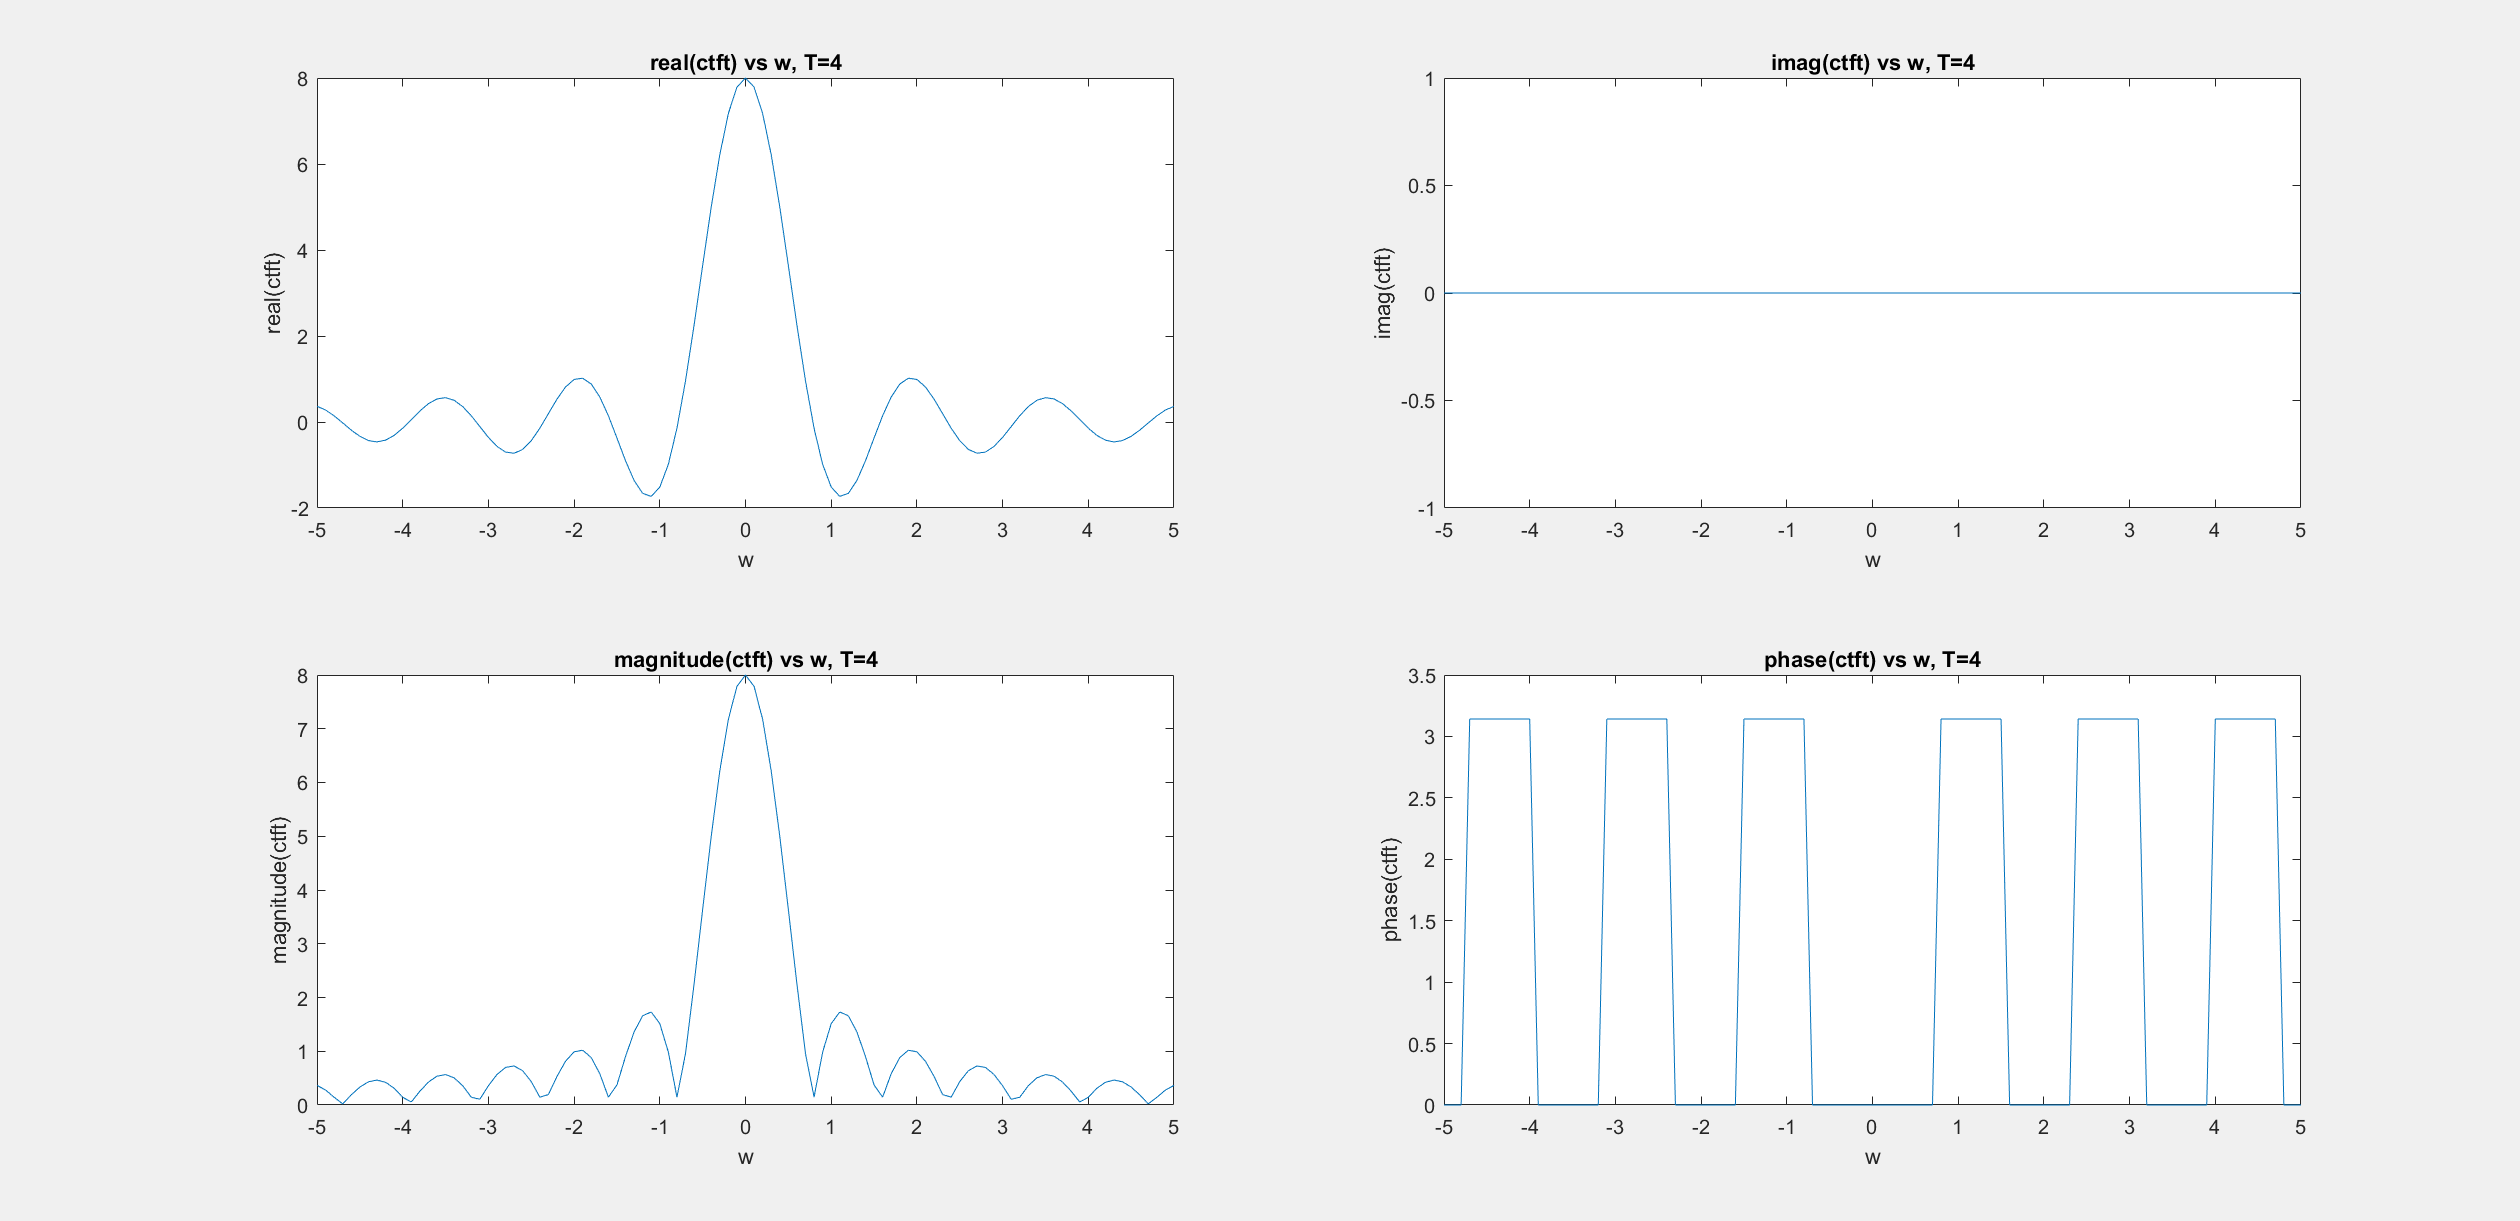 real(ctft) vs w, T=4
8
6
4
2
0
-2
real(ctft)
-5 -4 -3 -2 -1 0 1 2 3 4 5
w
imag(ctft) vs w, T=4
1
0.5
0
-0.5
-1
imag(ctft)
-5 -4 -3 -2 -1 0 1 2 3 4 5
w
magnitude(ctft) vs w, T=4
8
7
6
5
4
3
2
1
0
magnitude(ctft)
-5 -4 -3 -2 -1 0 1 2 3 4 5
w
phase(ctft) vs w, T=4
3.5
3
2.5
2
1.5
1
0.5
0
phase(ctft)
-5 -4 -3 -2 -1 0 1 2 3 4 5
w